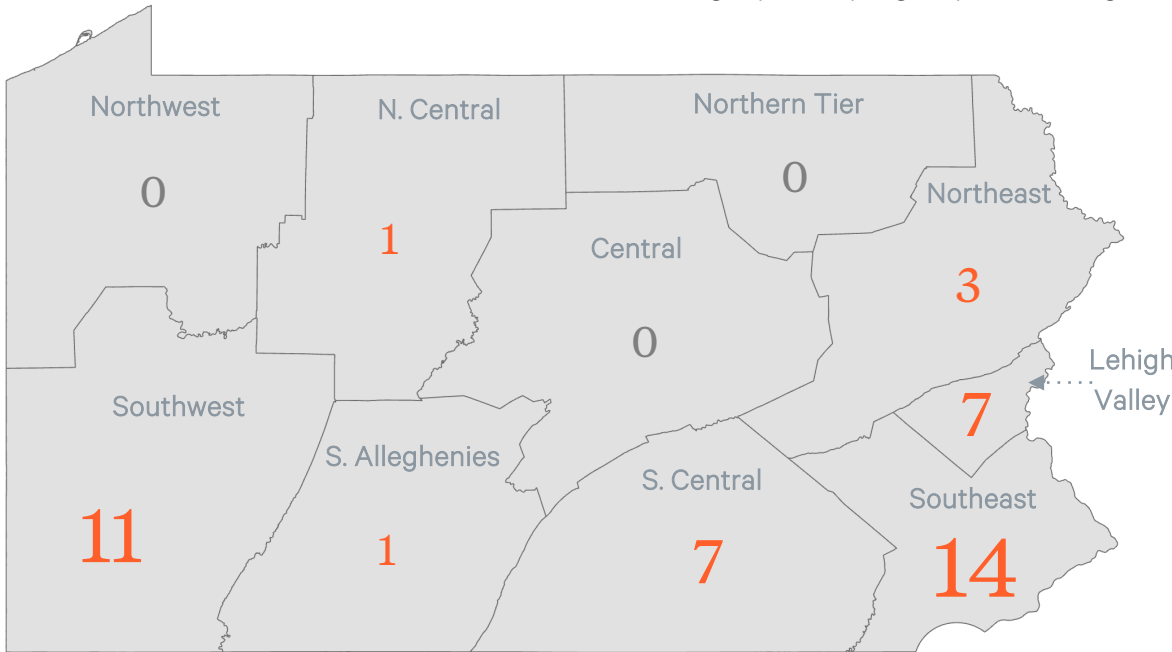 Northwest
0
N. Central
1
Northern Tier
0
Northeast
3
Central
0
Lehigh
Valley
7
Southwest
11
S. Alleghenies
1
S. Central
7
Southeast
14